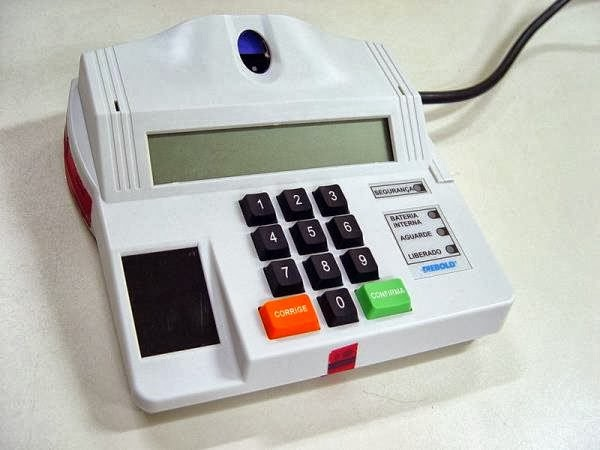 1 2 3
4 5 6
7 8 9
CORRIGE 0 CONFIRMA
SEGURANÇA
BATERIA
INTERNA
AGUARDE
LIBERADO
DIEBOLD